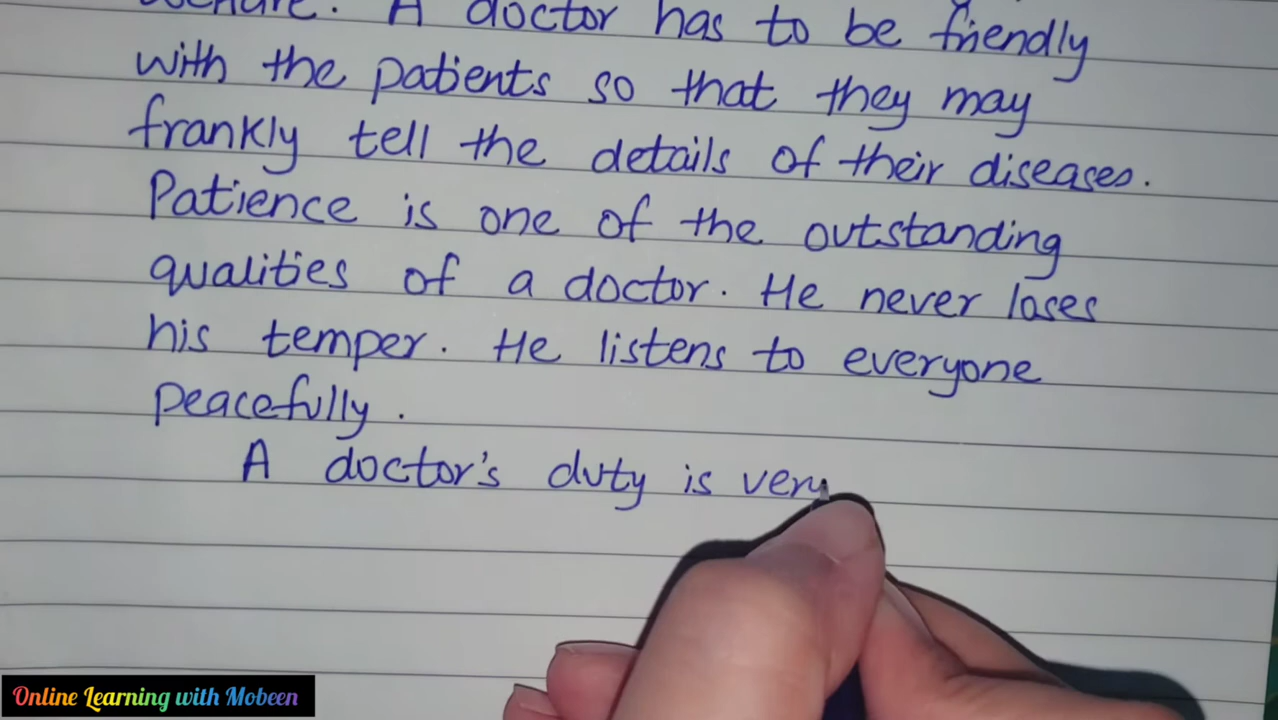 A doctor has to be friendly
with the patients so that they may
frankly tell the details of their diseases.
Patience is one of the outstanding
qualities of a doctor. He never loses
his temper. He listens to everyone
peacefully.
A doctor's duty is very
Online Learning with Mobeen